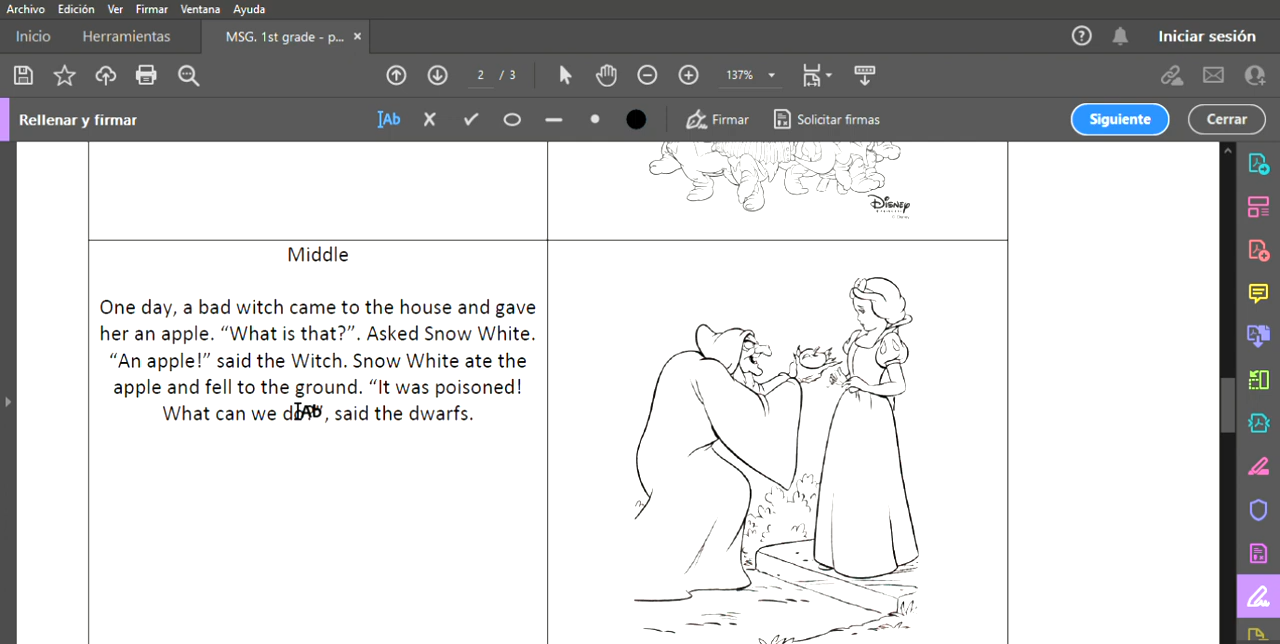 Archivo Edición Ver Firmar Ventana Ayuda
Inicio Herramientas MSG. 1st grade - p... × Iniciar sesión
2 / 3 137%
Rellenar y firmar Ab Firmar Solicitar firmas Siguiente Cerrar
Disney
Middle
One day, a bad witch came to the house and gave
her an apple. “What is that?”. Asked Snow White.
“An apple!” said the Witch. Snow White ate the
apple and fell to the ground. “It was poisoned!
What can we , said the dwarfs.